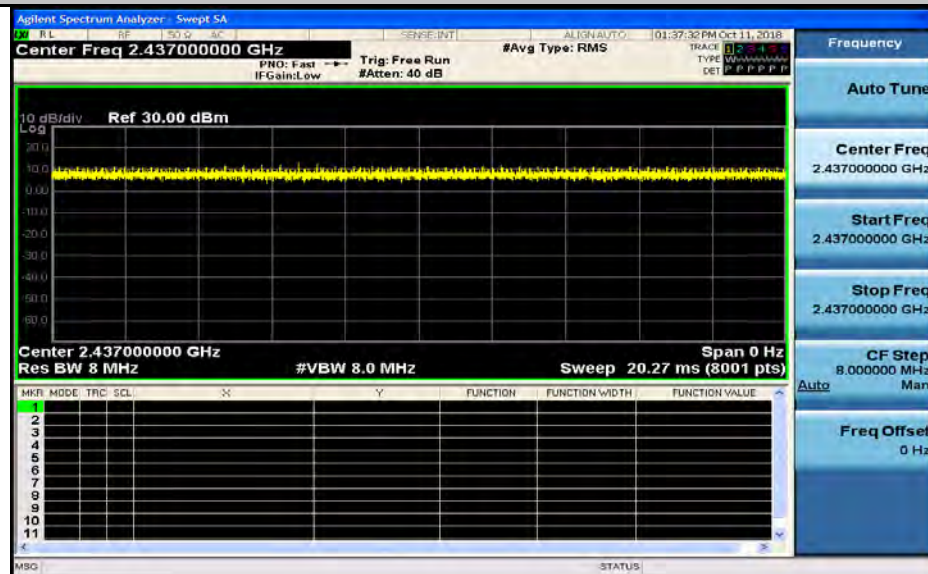 Agilent Spectrum Analyzer - Swept SA
LXI RL RF 50 Ω AC SENSE:INT ALIGN AUTO 01:37:32 PM Oct 11, 2018
Center Freq 2.437000000 GHz
#Avg Type: RMS
TRACE 1 2 3 4 5 6
TYPE W
DET P P P P P P
PNO: Fast
IFGain:Low
Trig: Free Run
#Atten: 40 dB
10 dB/div
Log
Ref 30.00 dBm
20.0
10.0
0.00
-10.0
-20.0
-30.0
-40.0
-50.0
-60.0
Center 2.437000000 GHz
Span 0 Hz
Res BW 8 MHz
#VBW 8.0 MHz
Sweep 20.27 ms (8001 pts)
MKR MODE TRC SCL X Y FUNCTION FUNCTION WIDTH FUNCTION VALUE
1
2
3
4
5
6
7
8
9
10
11
MSG
STATUS
Frequency
Auto Tune
Center Freq
2.437000000 GHz
Start Freq
2.437000000 GHz
Stop Freq
2.437000000 GHz
CF Step
8.000000 MHz
Auto Man
Freq Offset
0 Hz